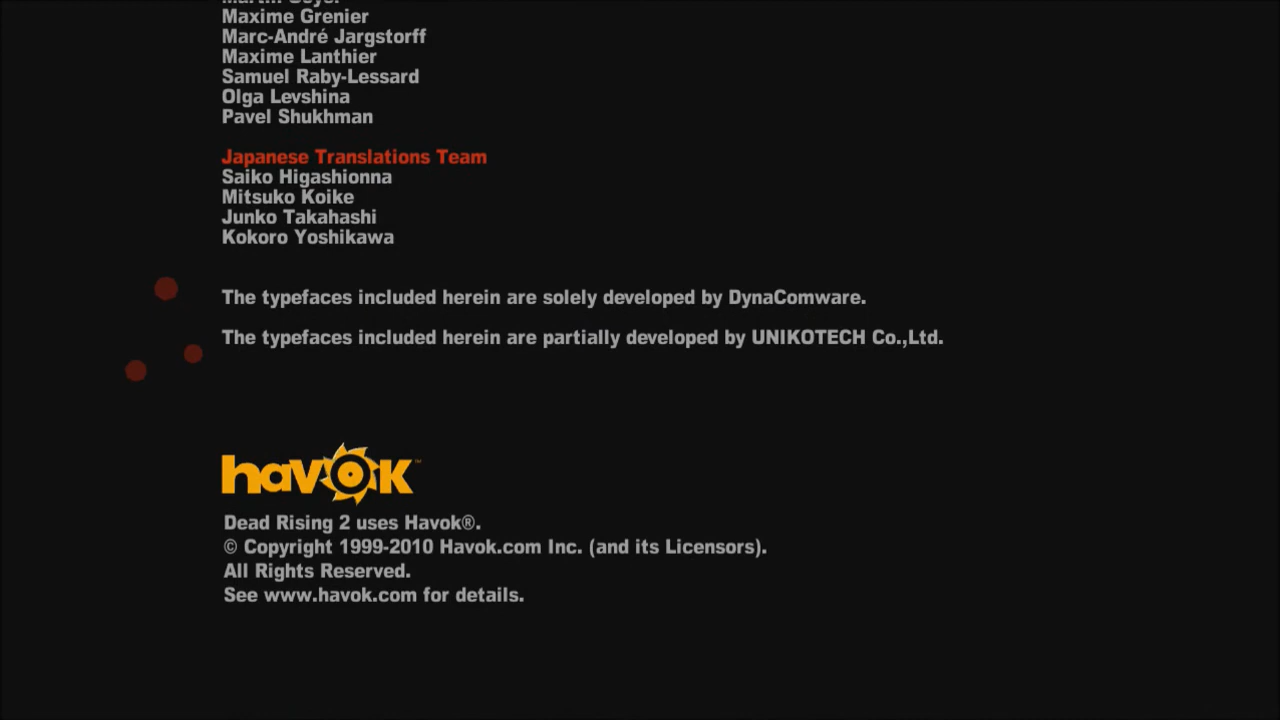 Maxime Grenier
Marc-André Jargstorff
Maxime Lanthier
Samuel Raby-Lessard
Olga Levshina
Pavel Shukhman
Japanese Translations Team
Saiko Higashionna
Mitsuko Koike
Junko Takahashi
Kokoro Yoshikawa
The typefaces included herein are solely developed by DynaComware.
The typefaces included herein are partially developed by UNIKOTECH Co.,Ltd.
havok™
Dead Rising 2 uses Havok®.
© Copyright 1999-2010 Havok.com Inc. (and its Licensors).
All Rights Reserved.
See www.havok.com for details.